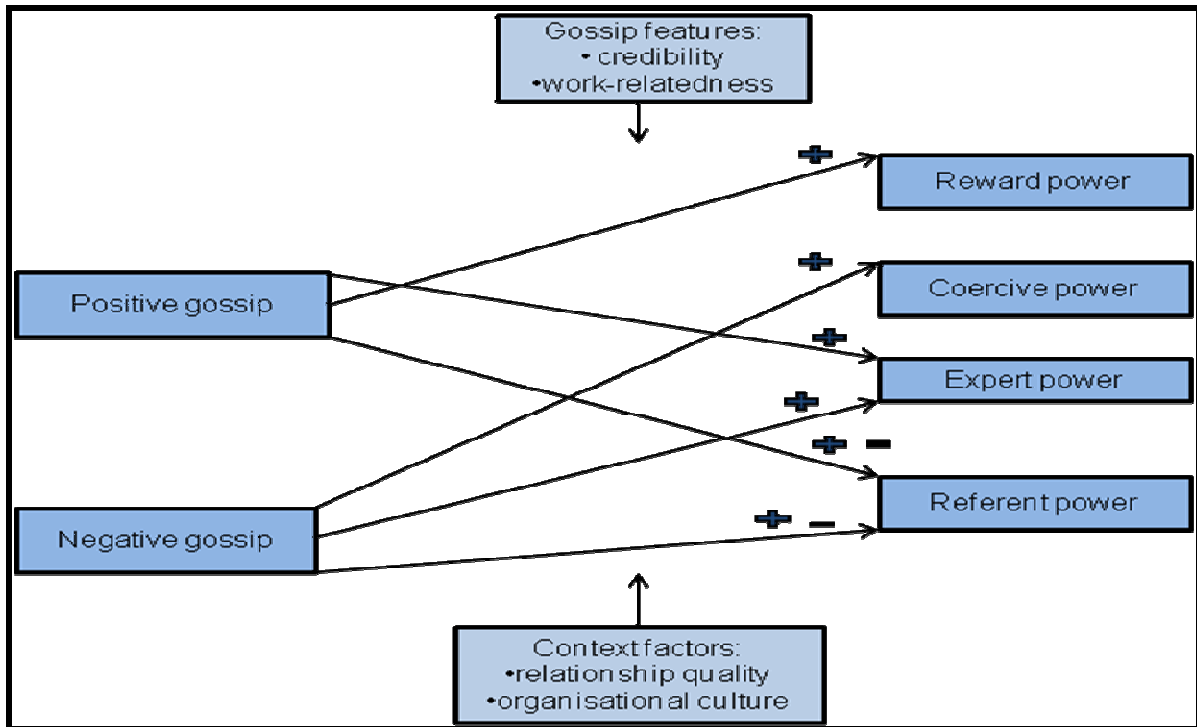 Gossip features:
• credibility
•work-relatedness
+
Reward power
+
Coercive power
Positive gossip
+
Expert power
+
+ −
Referent power
+ −
Negative gossip
Context factors:
•relationship quality
•organisational culture